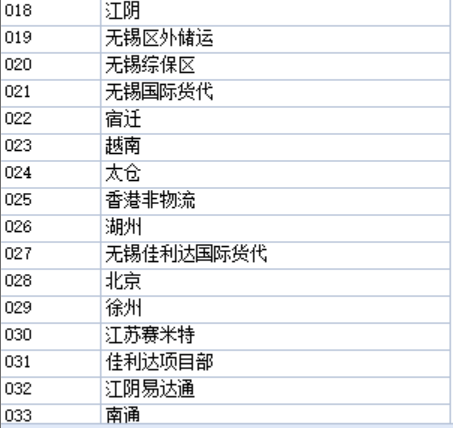 018 江阴
019 无锡区外储运
020 无锡综保区
021 无锡国际货代
022 宿迁
023 越南
024 太仓
025 香港非物流
026 湖州
027 无锡佳利达国际货代
028 北京
029 徐州
030 江苏赛米特
031 佳利达项目部
032 江阴易达通
033 南通